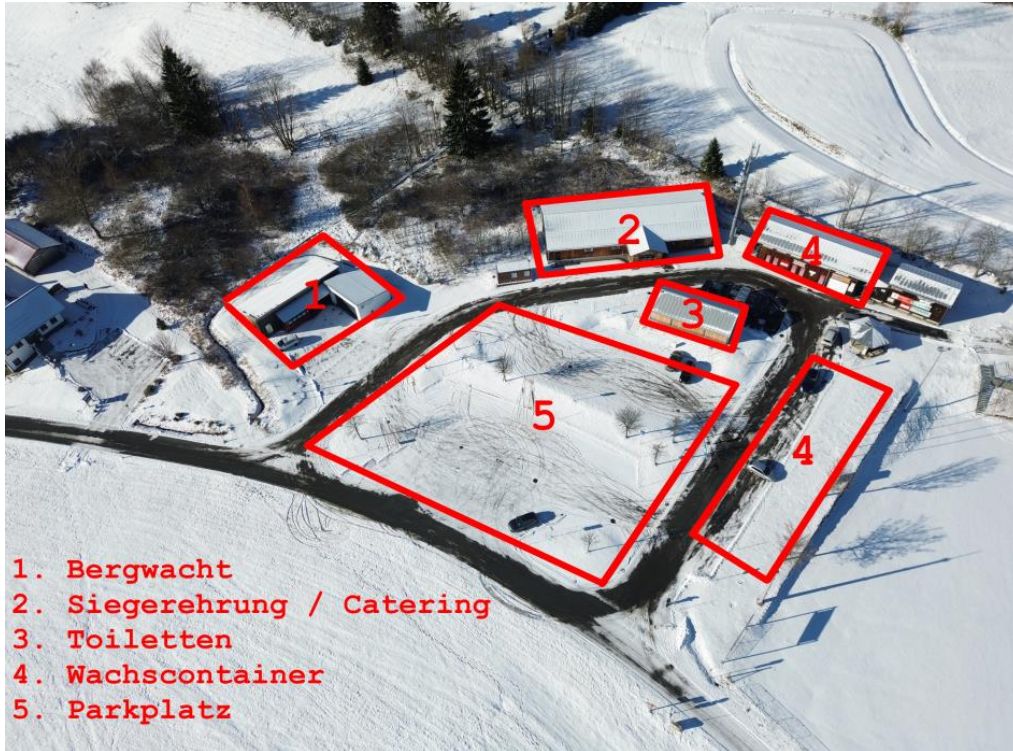 2
4
1
3
5
4
1. Bergwacht
2. Siegerehrung / Catering
3. Toiletten
4. Wachscontainer
5. Parkplatz